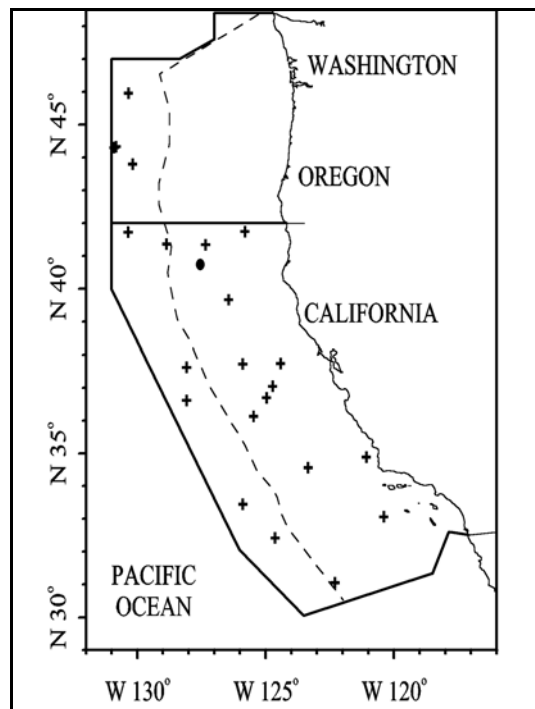 WASHINGTON
N 45°
OREGON
N 40°
CALIFORNIA
N 35°
PACIFIC
OCEAN
N 30°
W 130° W 125° W 120°